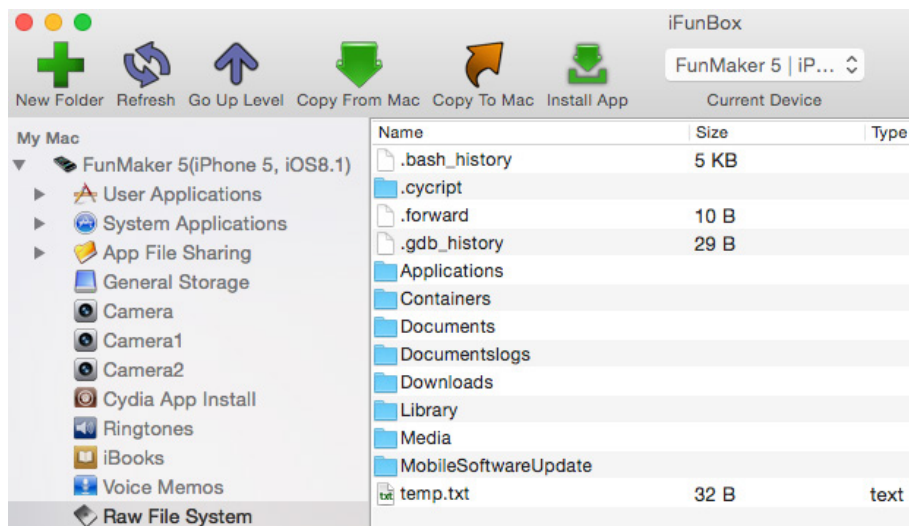 iFunBox
FunMaker 5 | iP...
New Folder Refresh Go Up Level Copy From Mac Copy To Mac Install App Current Device
My Mac
FunMaker 5(iPhone 5, iOS8.1)
User Applications
System Applications
App File Sharing
General Storage
Camera
Camera1
Camera2
Cydia App Install
Ringtones
iBooks
Voice Memos
Raw File System
Name Size Type
.bash_history 5 KB
.cycript
.forward 10 B
.gdb_history 29 B
Applications
Containers
Documents
Documentslogs
Downloads
Library
Media
MobileSoftwareUpdate
txt temp.txt 32 B text